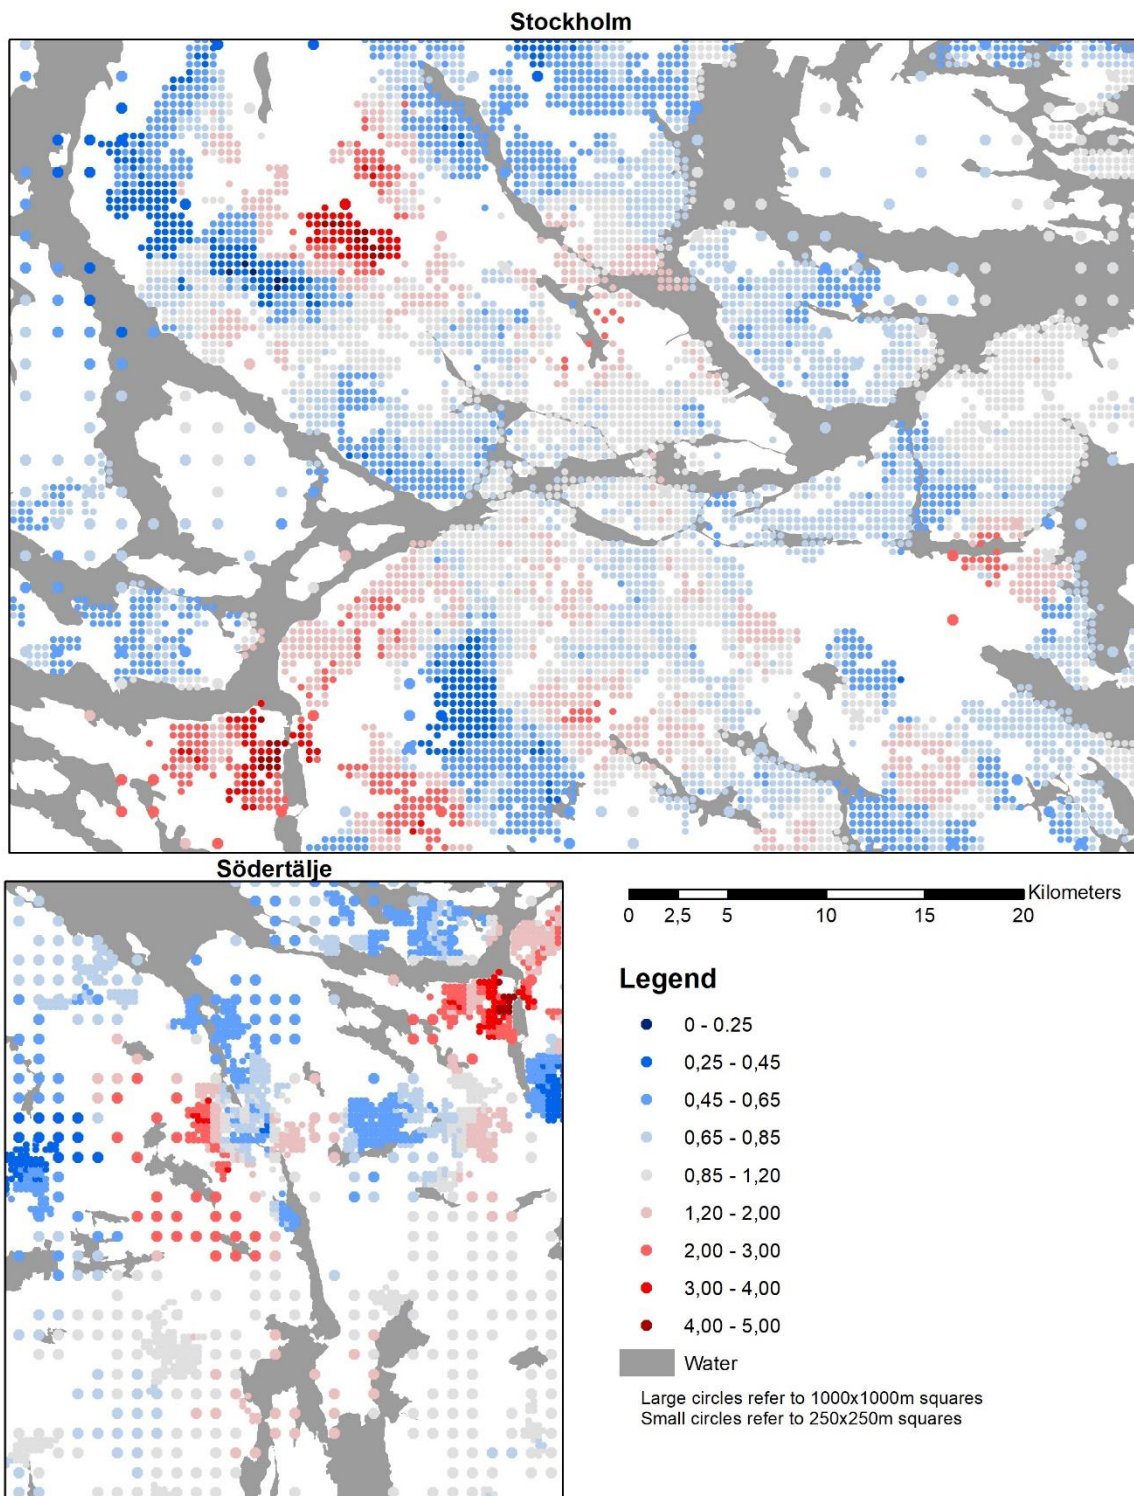 Stockholm
Södertälje
Kilometers
0 2,5 5 10 15 20
Legend
0 - 0.25
0,25 - 0,45
0,45 - 0,65
0,65 - 0,85
0,85 - 1,20
1,20 - 2,00
2,00 - 3,00
3,00 - 4,00
4,00 - 5,00
Water
Large circles refer to 1000x1000m squares
Small circles refer to 250x250m squares